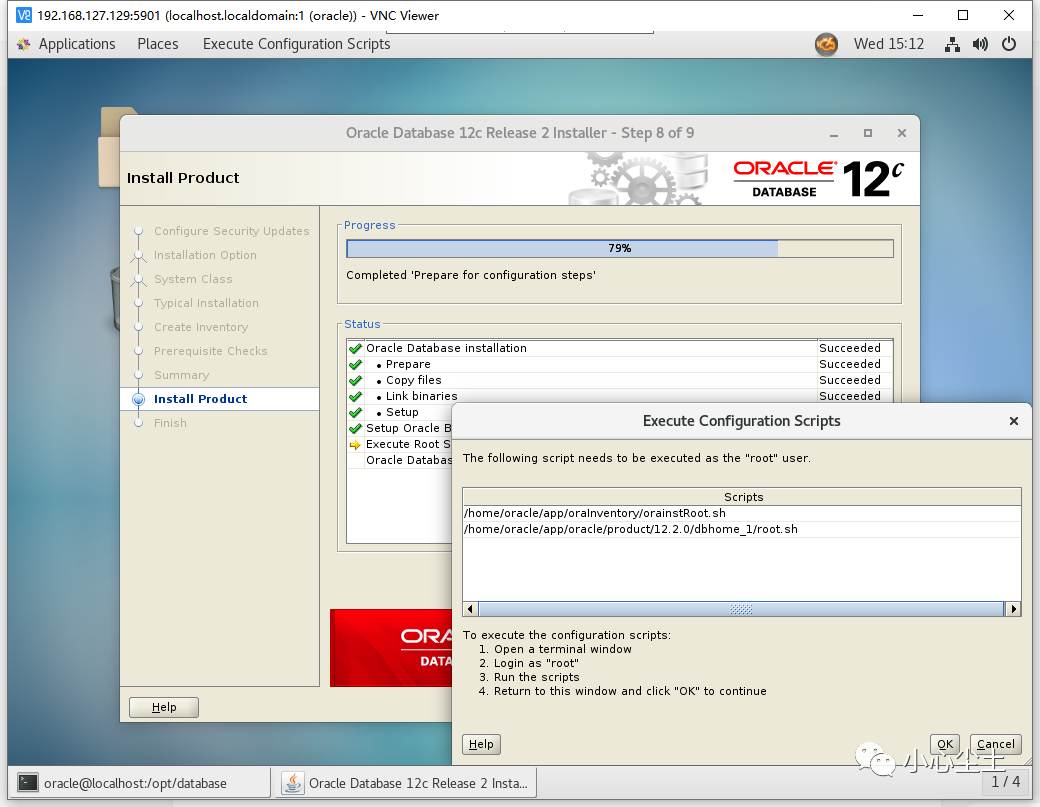 192.168.127.129:5901 (localhost.localdomain:1 (oracle)) - VNC Viewer
Applications Places Execute Configuration Scripts Wed 15:12
Oracle Database 12c Release 2 Installer - Step 8 of 9
Install Product
ORACLE
DATABASE
12c
Configure Security Updates
Installation Option
System Class
Typical Installation
Create Inventory
Prerequisite Checks
Summary
Install Product
Finish
Progress
79%
Completed 'Prepare for configuration steps'
Status
Oracle Database installation Succeeded
• Prepare Succeeded
• Copy files Succeeded
• Link binaries Succeeded
• Setup
Setup Oracle B
Execute Root S
Oracle Databas
ORA
DATA
Help
Execute Configuration Scripts
The following script needs to be executed as the "root" user.
Scripts
/home/oracle/app/oraInventory/orainstRoot.sh
/home/oracle/app/oracle/product/12.2.0/dbhome_1/root.sh
To execute the configuration scripts:
1. Open a terminal window
2. Login as "root"
3. Run the scripts
4. Return to this window and click "OK" to continue
Help OK Cancel
小心尘土
oracle@localhost:/opt/database Oracle Database 12c Release 2 Insta... 1 / 4